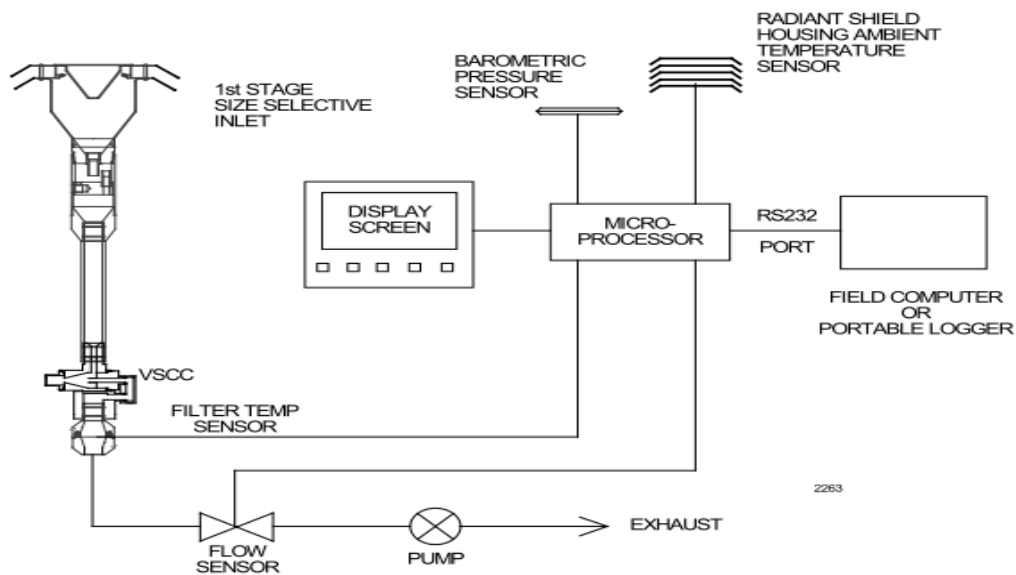 RADIANT SHIELD
HOUSING AMBIENT
TEMPERATURE
SENSOR
BAROMETRIC
PRESSURE
SENSOR
1st STAGE
SIZE SELECTIVE
INLET
DISPLAY
SCREEN
MICRO-
PROCESSOR
RS232
PORT
FIELD COMPUTER
OR
PORTABLE LOGGER
VSCC
FILTER TEMP
SENSOR
2263
FLOW
SENSOR
PUMP
EXHAUST